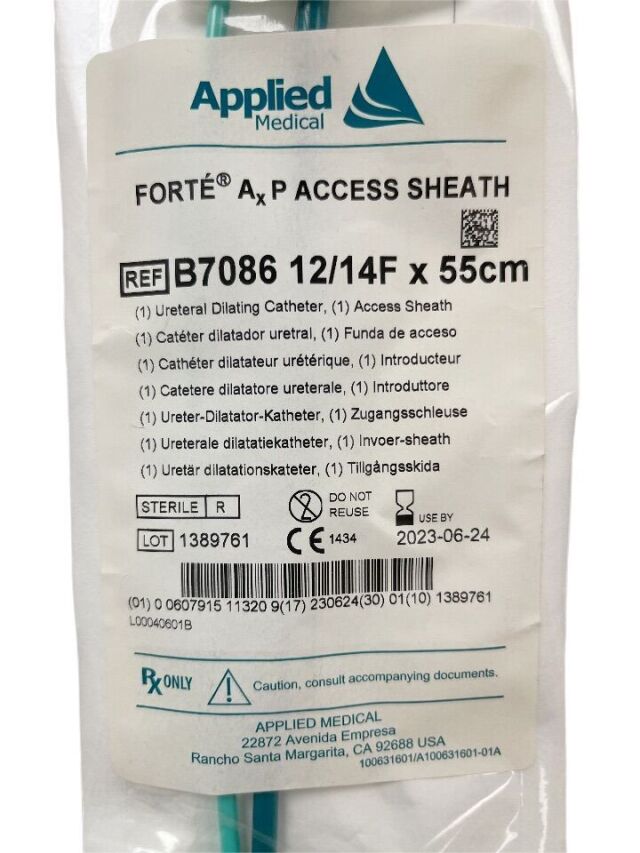 Applied
Medical
FORTÉ® Aₓ P ACCESS SHEATH
REF B7086 12/14F x 55cm
(1) Ureteral Dilating Catheter, (1) Access Sheath
(1) Catéter dilatador uretral, (1) Funda de acceso
(1) Cathéter dilatateur urétérique, (1) Introducteur
(1) Catetere dilatatore ureterale, (1) Introduttore
(1) Ureter-Dilatator-Katheter, (1) Zugangsschleuse
(1) Ureterale dilatatiekatheter, (1) Invoer-sheath
(1) Uretär dilatationskateter, (1) Tillgångsskida
STERILE R
2 DO NOT
REUSE
USE BY
LOT 1389761
CE 1434
2023-06-24
(01) 0 0607915 11320 9(17) 230624(30) 01(10) 1389761
L00040601B
Rx ONLY
! Caution, consult accompanying documents.
APPLIED MEDICAL
22872 Avenida Empresa
Rancho Santa Margarita, CA 92688 USA
100631601/A100631601-01A